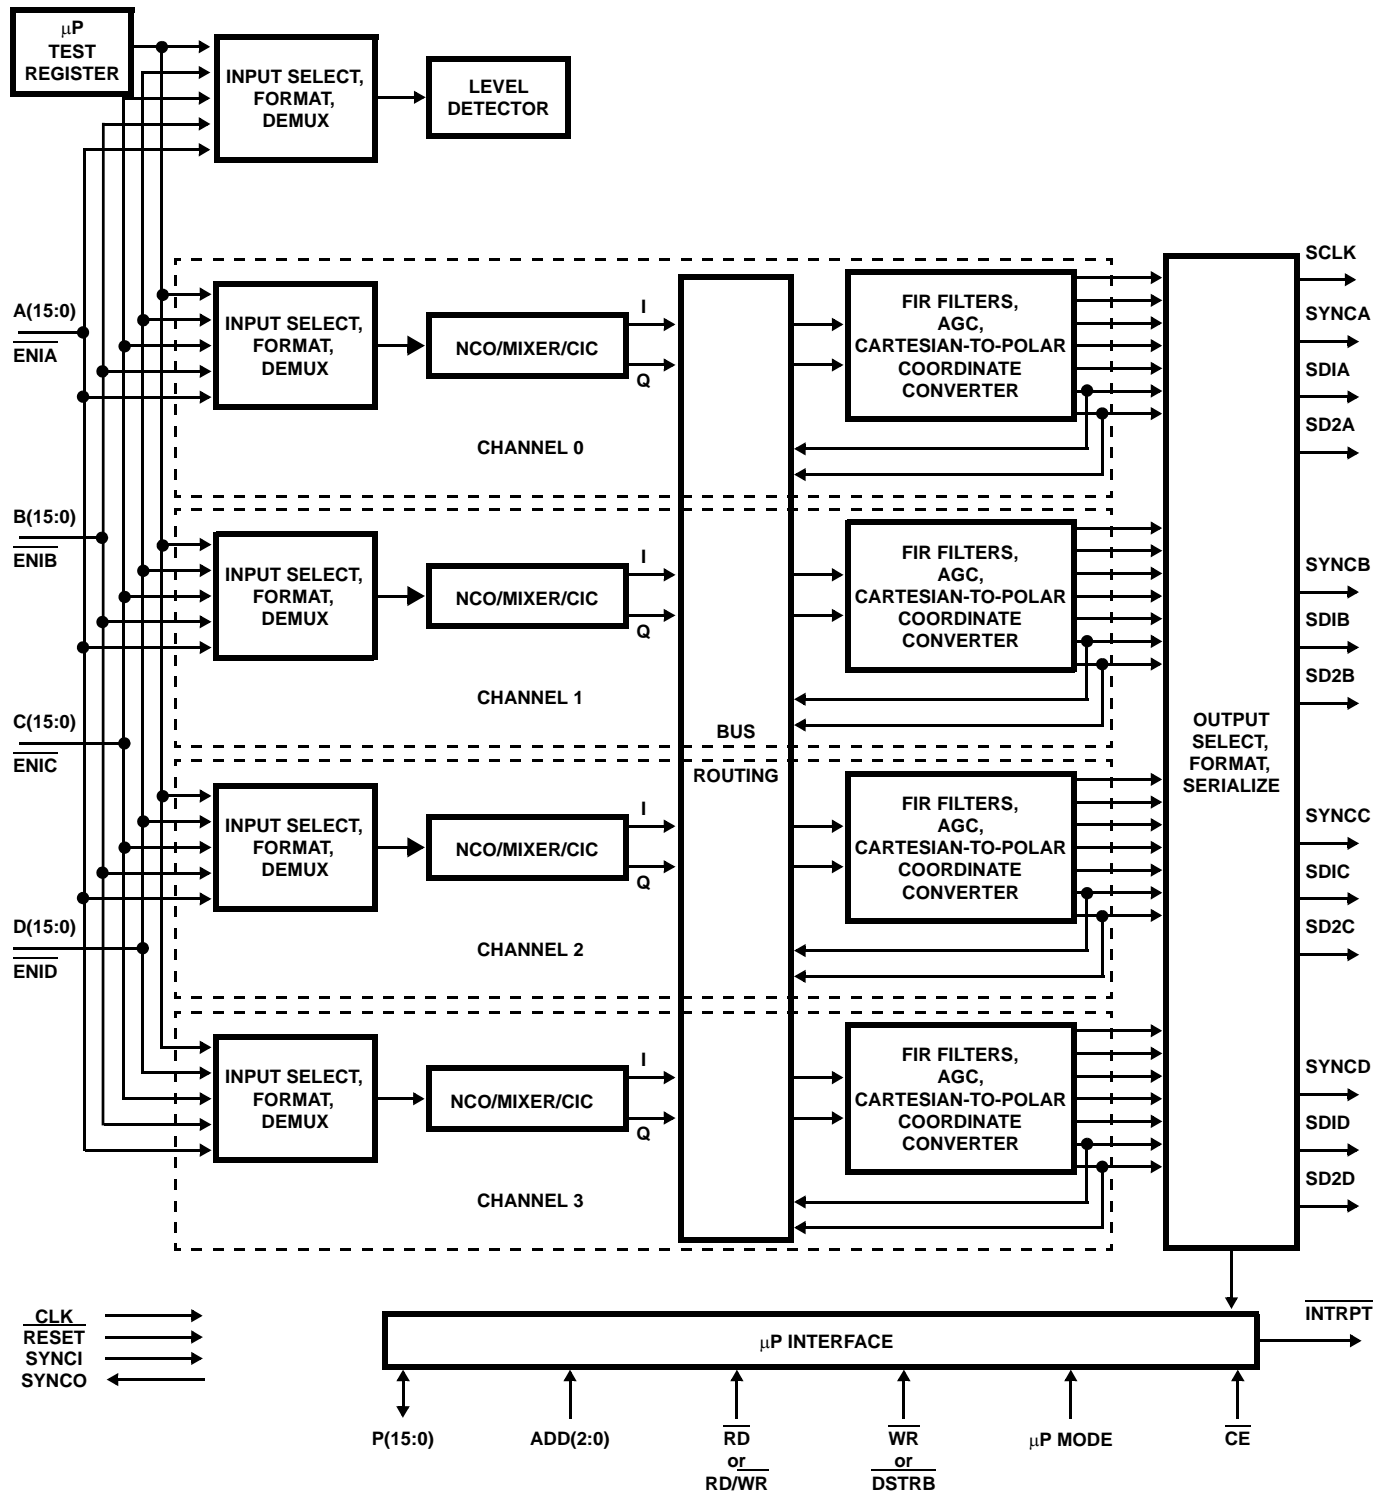 μP
TEST
REGISTER
INPUT SELECT,
FORMAT,
DEMUX
LEVEL
DETECTOR
A(15:0)
ENIA
B(15:0)
ENIB
C(15:0)
ENIC
D(15:0)
ENID
INPUT SELECT,
FORMAT,
DEMUX
NCO/MIXER/CIC
I
Q
CHANNEL 0
FIR FILTERS,
AGC,
CARTESIAN-TO-POLAR
COORDINATE
CONVERTER
INPUT SELECT,
FORMAT,
DEMUX
NCO/MIXER/CIC
I
Q
CHANNEL 1
FIR FILTERS,
AGC,
CARTESIAN-TO-POLAR
COORDINATE
CONVERTER
BUS
ROUTING
INPUT SELECT,
FORMAT,
DEMUX
NCO/MIXER/CIC
I
Q
CHANNEL 2
FIR FILTERS,
AGC,
CARTESIAN-TO-POLAR
COORDINATE
CONVERTER
INPUT SELECT,
FORMAT,
DEMUX
NCO/MIXER/CIC
I
Q
CHANNEL 3
FIR FILTERS,
AGC,
CARTESIAN-TO-POLAR
COORDINATE
CONVERTER
OUTPUT
SELECT,
FORMAT,
SERIALIZE
SCLK
SYNCA
SDIA
SD2A
SYNCB
SDIB
SD2B
SYNCC
SDIC
SD2C
SYNCD
SDID
SD2D
CLK
RESET
SYNCI
SYNCO
μP INTERFACE
INTRPT
P(15:0)
ADD(2:0)
RD
or
RD/WR
WR
or
DSTRB
μP MODE
CE